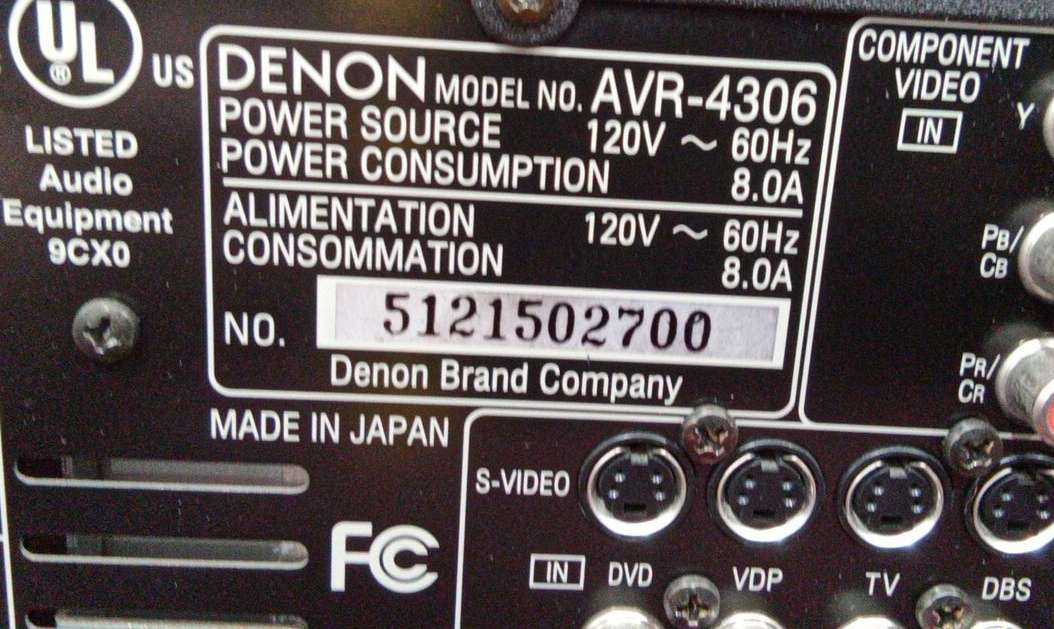 UL
®
US
LISTED
Audio
Equipment
9CX0
DENON MODEL NO. AVR-4306
POWER SOURCE 120V ~ 60Hz
POWER CONSUMPTION 8.0A
ALIMENTATION 120V ~ 60Hz
CONSOMMATION 8.0A
NO. 5121502700
Denon Brand Company
MADE IN JAPAN
FC
COMPONENT
VIDEO
IN
Y
PB/
CB
PR/
CR
S-VIDEO
IN DVD VDP TV DBS